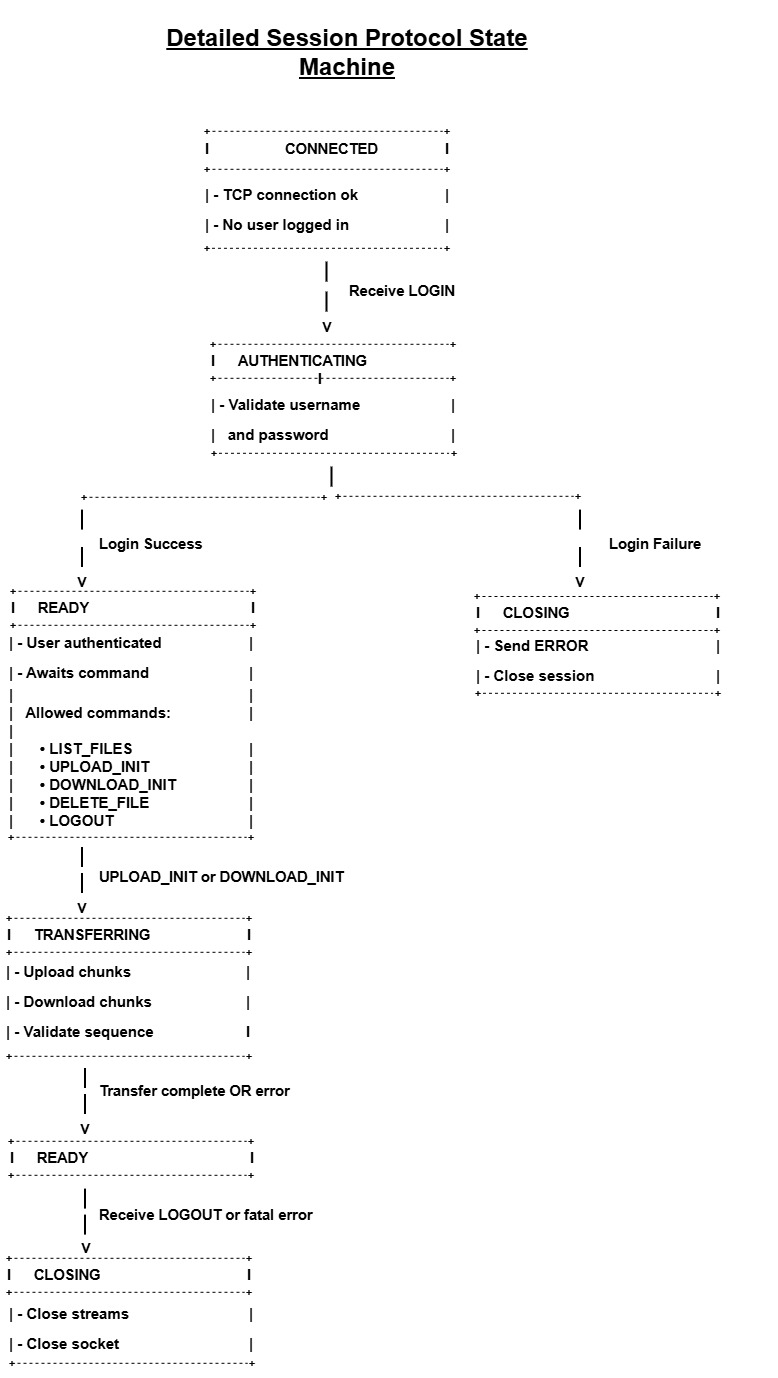 Detailed Session Protocol State
Machine
CONNECTED
- TCP connection ok
- No user logged in
Receive LOGIN
AUTHENTICATING
- Validate username
and password
Login Success
Login Failure
READY
- User authenticated
- Awaits command
Allowed commands:
• LIST_FILES
• UPLOAD_INIT
• DOWNLOAD_INIT
• DELETE_FILE
• LOGOUT
CLOSING
- Send ERROR
- Close session
UPLOAD_INIT or DOWNLOAD_INIT
TRANSFERRING
- Upload chunks
- Download chunks
- Validate sequence
Transfer complete OR error
READY
Receive LOGOUT or fatal error
CLOSING
- Close streams
- Close socket